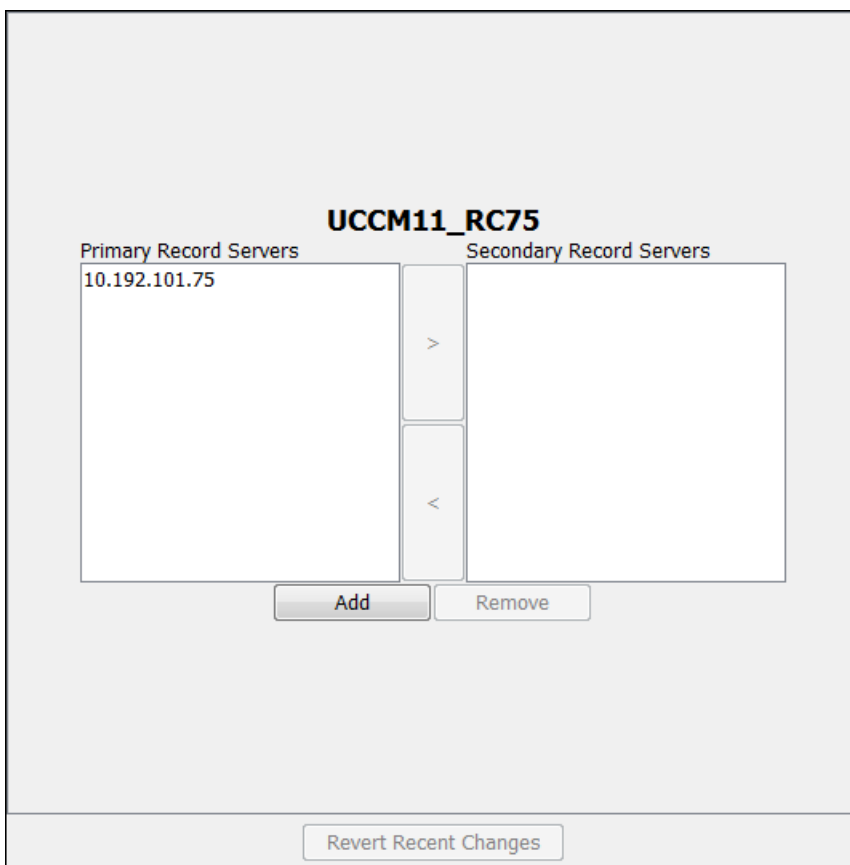 UCCM11_RC75
Primary Record Servers Secondary Record Servers
10.192.101.75
>
<
Add Remove
Revert Recent Changes